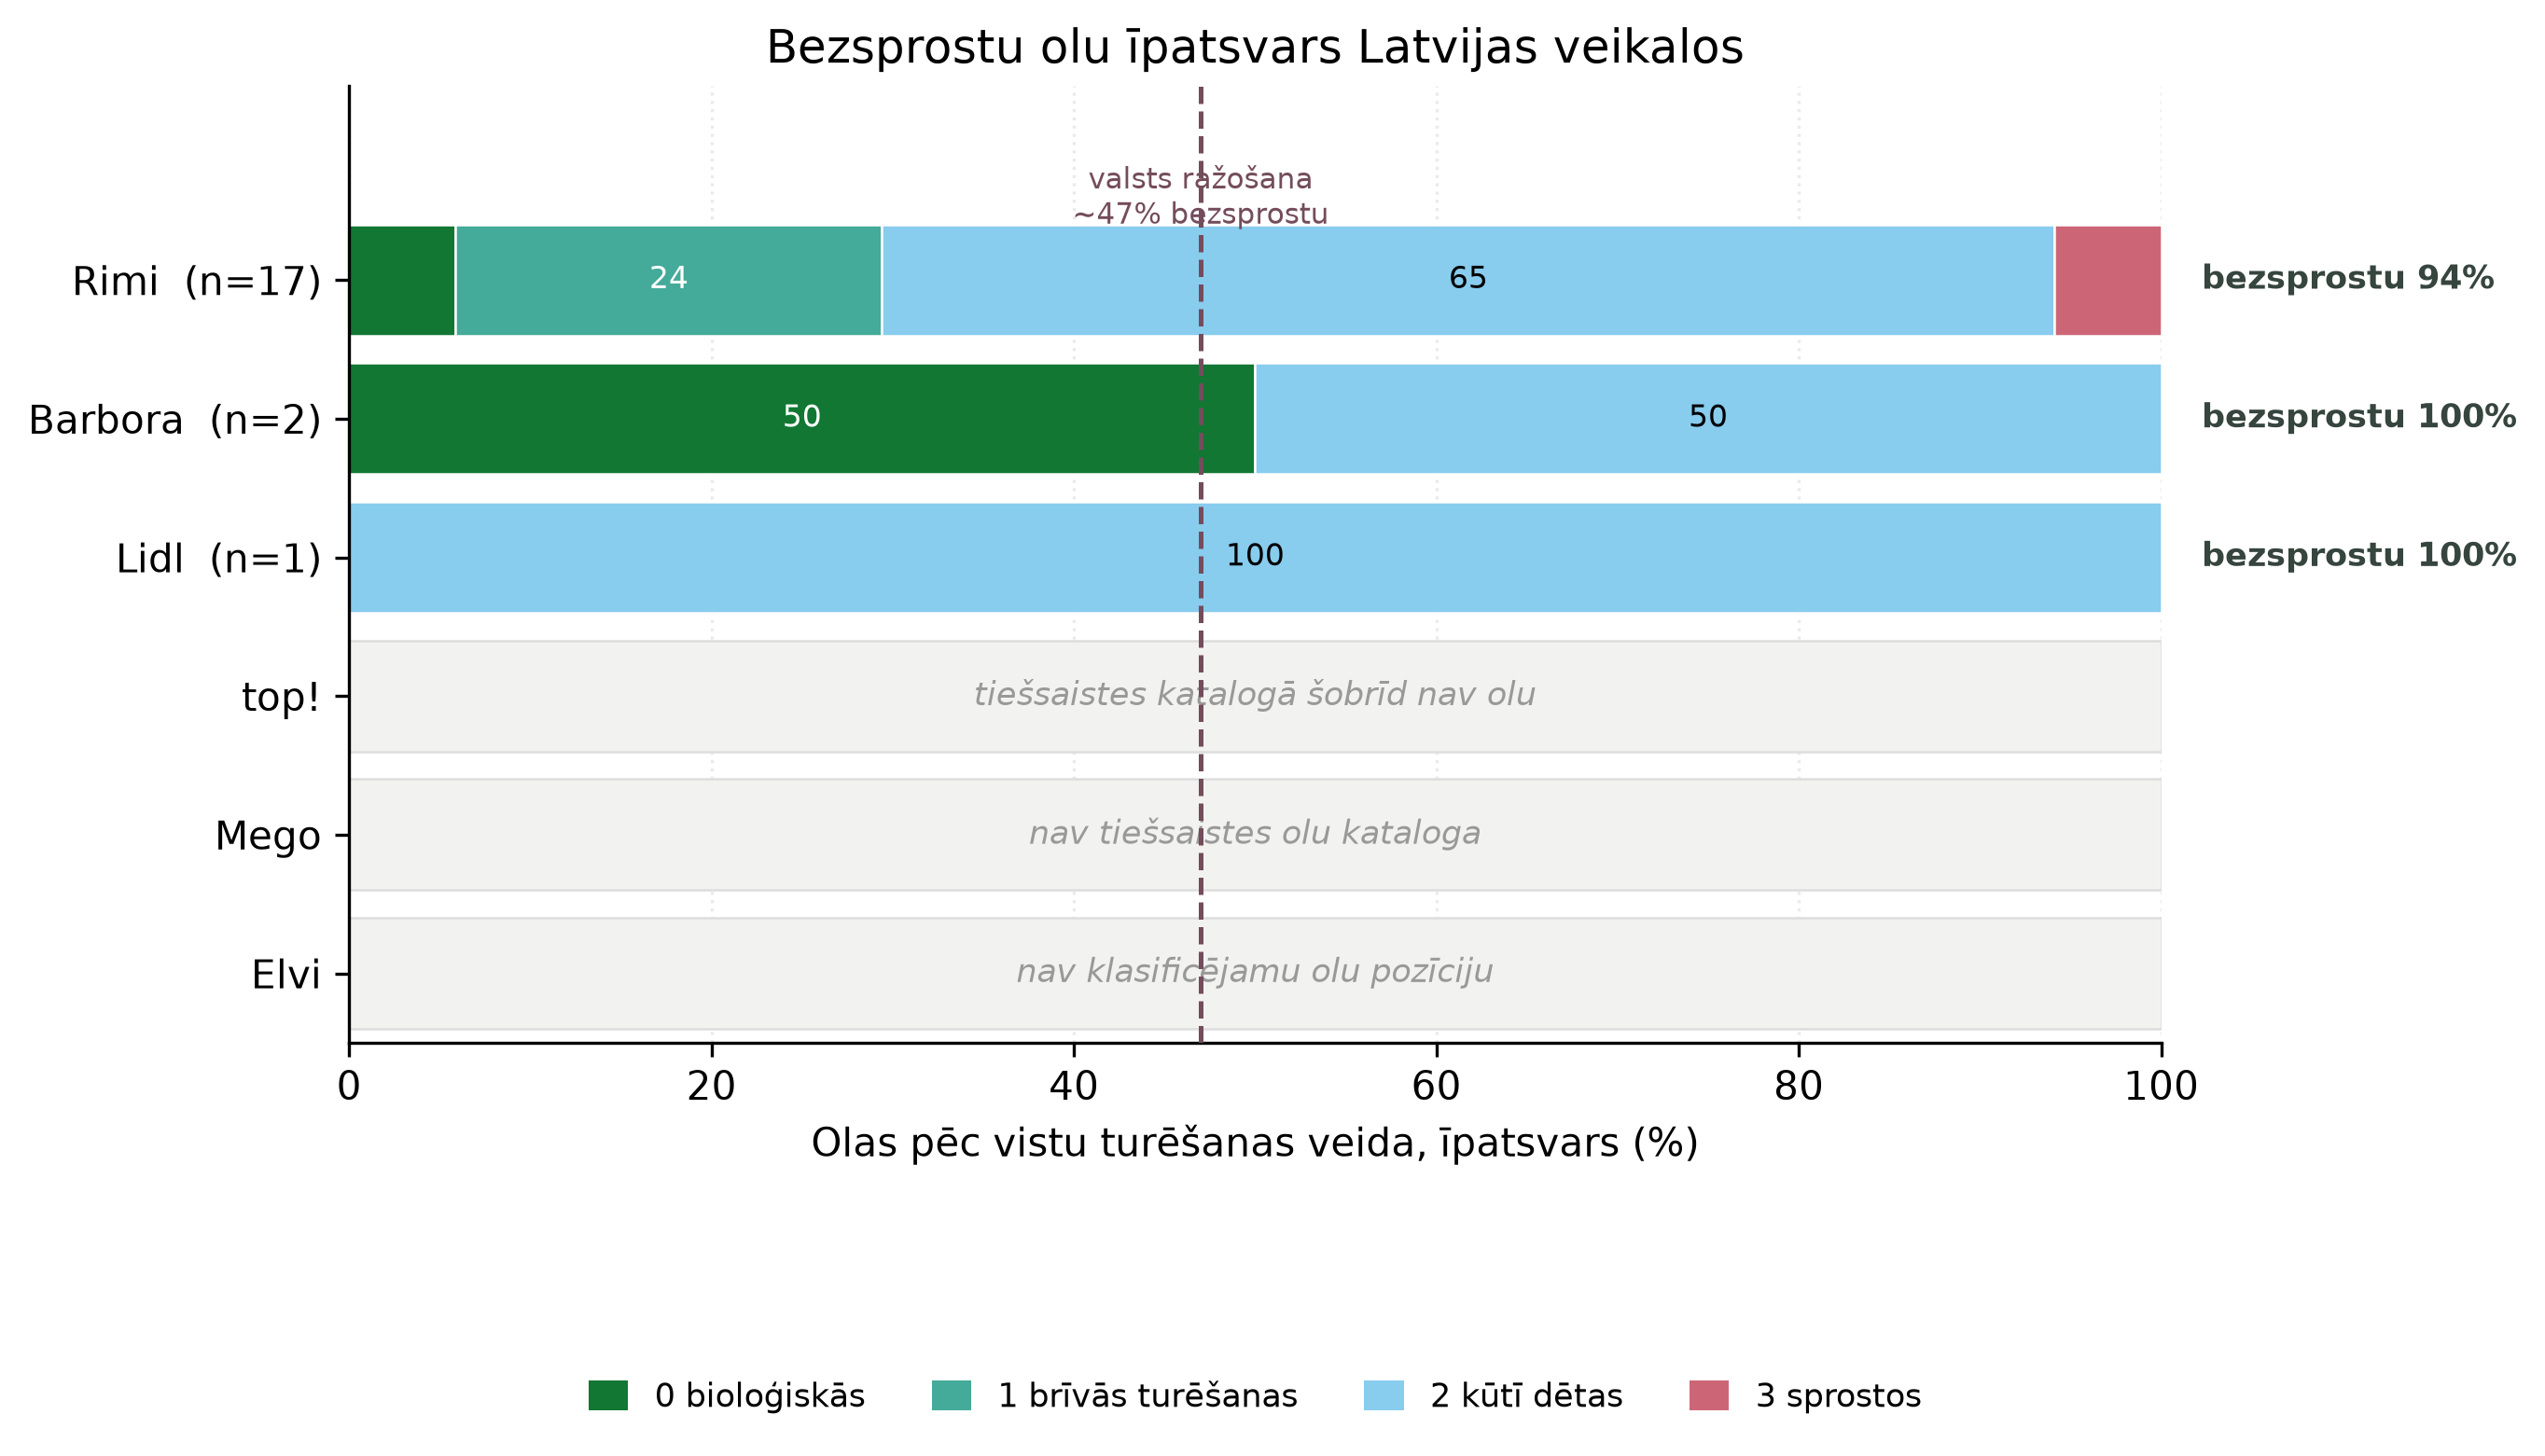 Bezsprostu olu īpatsvars Latvijas veikalos
valsts ražošana
~47% bezsprostu
Rimi (n=17)
24
65
bezsprostu 94%
Barbora (n=2)
50
50
bezsprostu 100%
Lidl (n=1)
100
bezsprostu 100%
top!
tiešsaistes katalogā šobrīd nav olu
Mego
nav tiešsaistes olu kataloga
Elvi
nav klasificējamu olu pozīciju
0 20 40 60 80 100
Olas pēc vistu turēšanas veida, īpatsvars (%)
0 bioloģiskās 1 brīvās turēšanas 2 kūtī dētas 3 sprostos